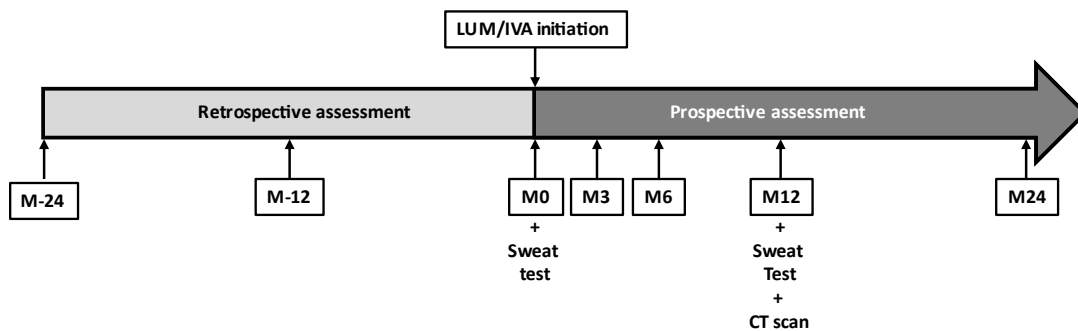 LUM/IVA initiation
Retrospective assessment
Prospective assessment
M-24
M-12
M0
M3
M6
M12
M24
+
Sweat
test
+
Sweat
Test
+
CT scan